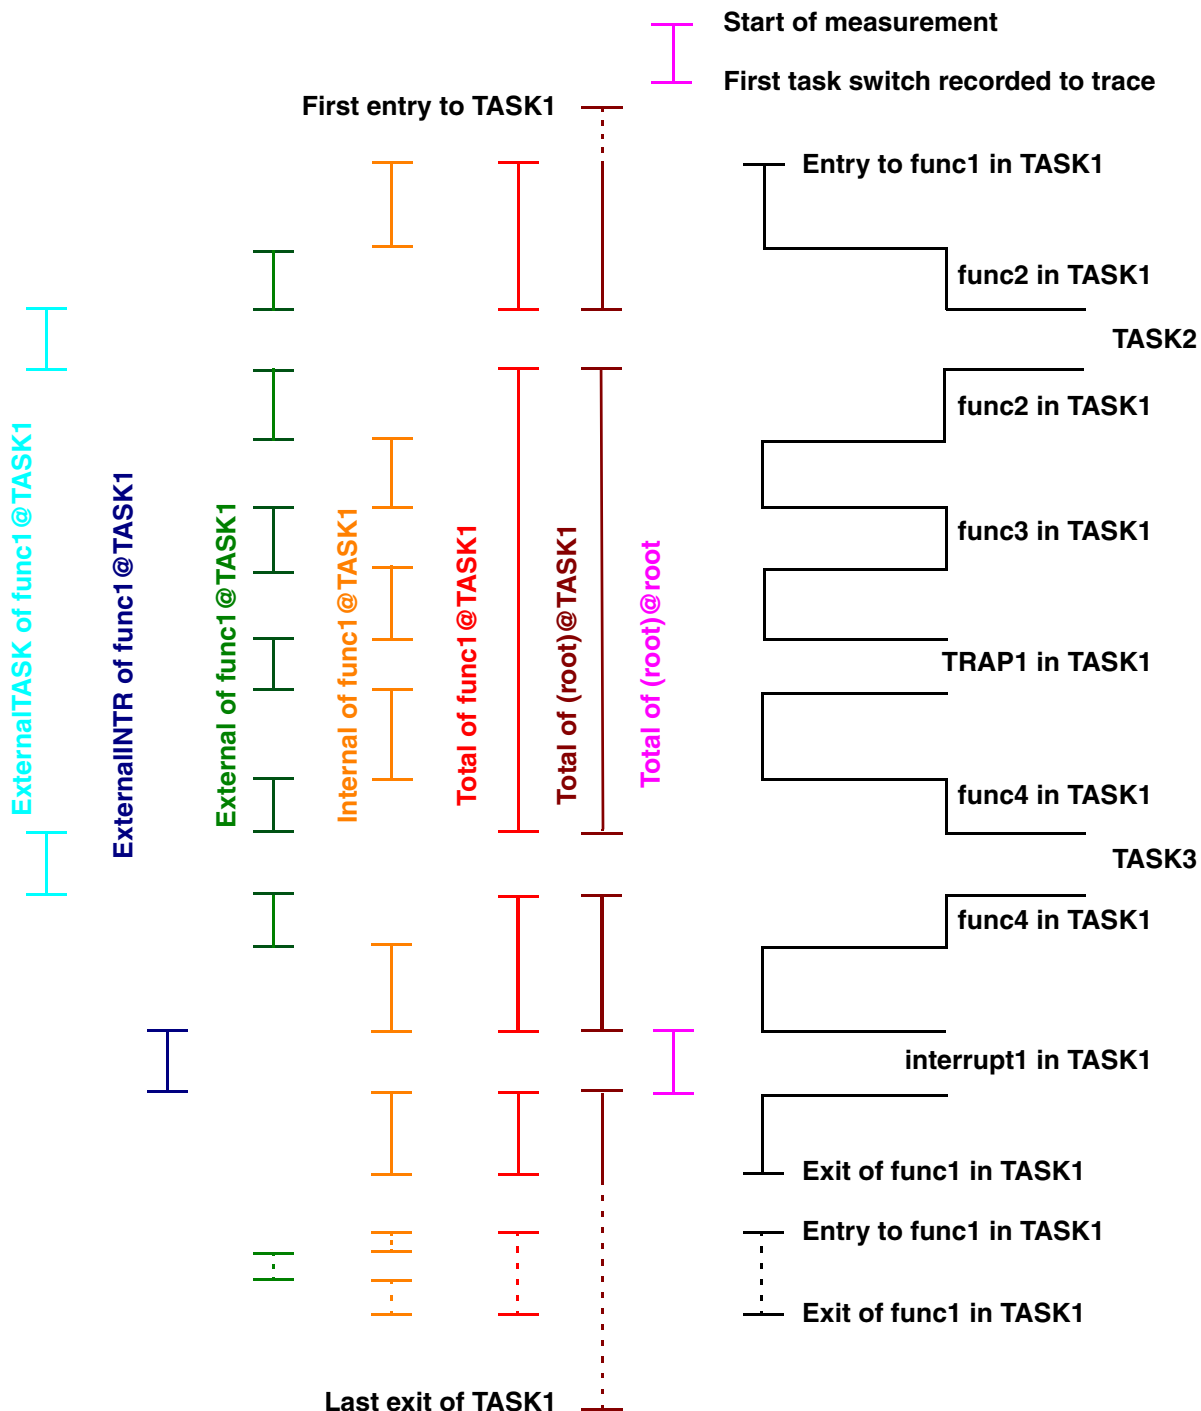 Start of measurement
First task switch recorded to trace
First entry to TASK1
Entry to func1 in TASK1
func2 in TASK1
TASK2
func2 in TASK1
func3 in TASK1
TRAP1 in TASK1
func4 in TASK1
TASK3
func4 in TASK1
interrupt1 in TASK1
Exit of func1 in TASK1
Entry to func1 in TASK1
Exit of func1 in TASK1
Last exit of TASK1
ExternalTASK of func1@TASK1
ExternalINTR of func1@TASK1
External of func1@TASK1
Internal of func1@TASK1
Total of func1@TASK1
Total of (root)@TASK1
Total of (root)@root